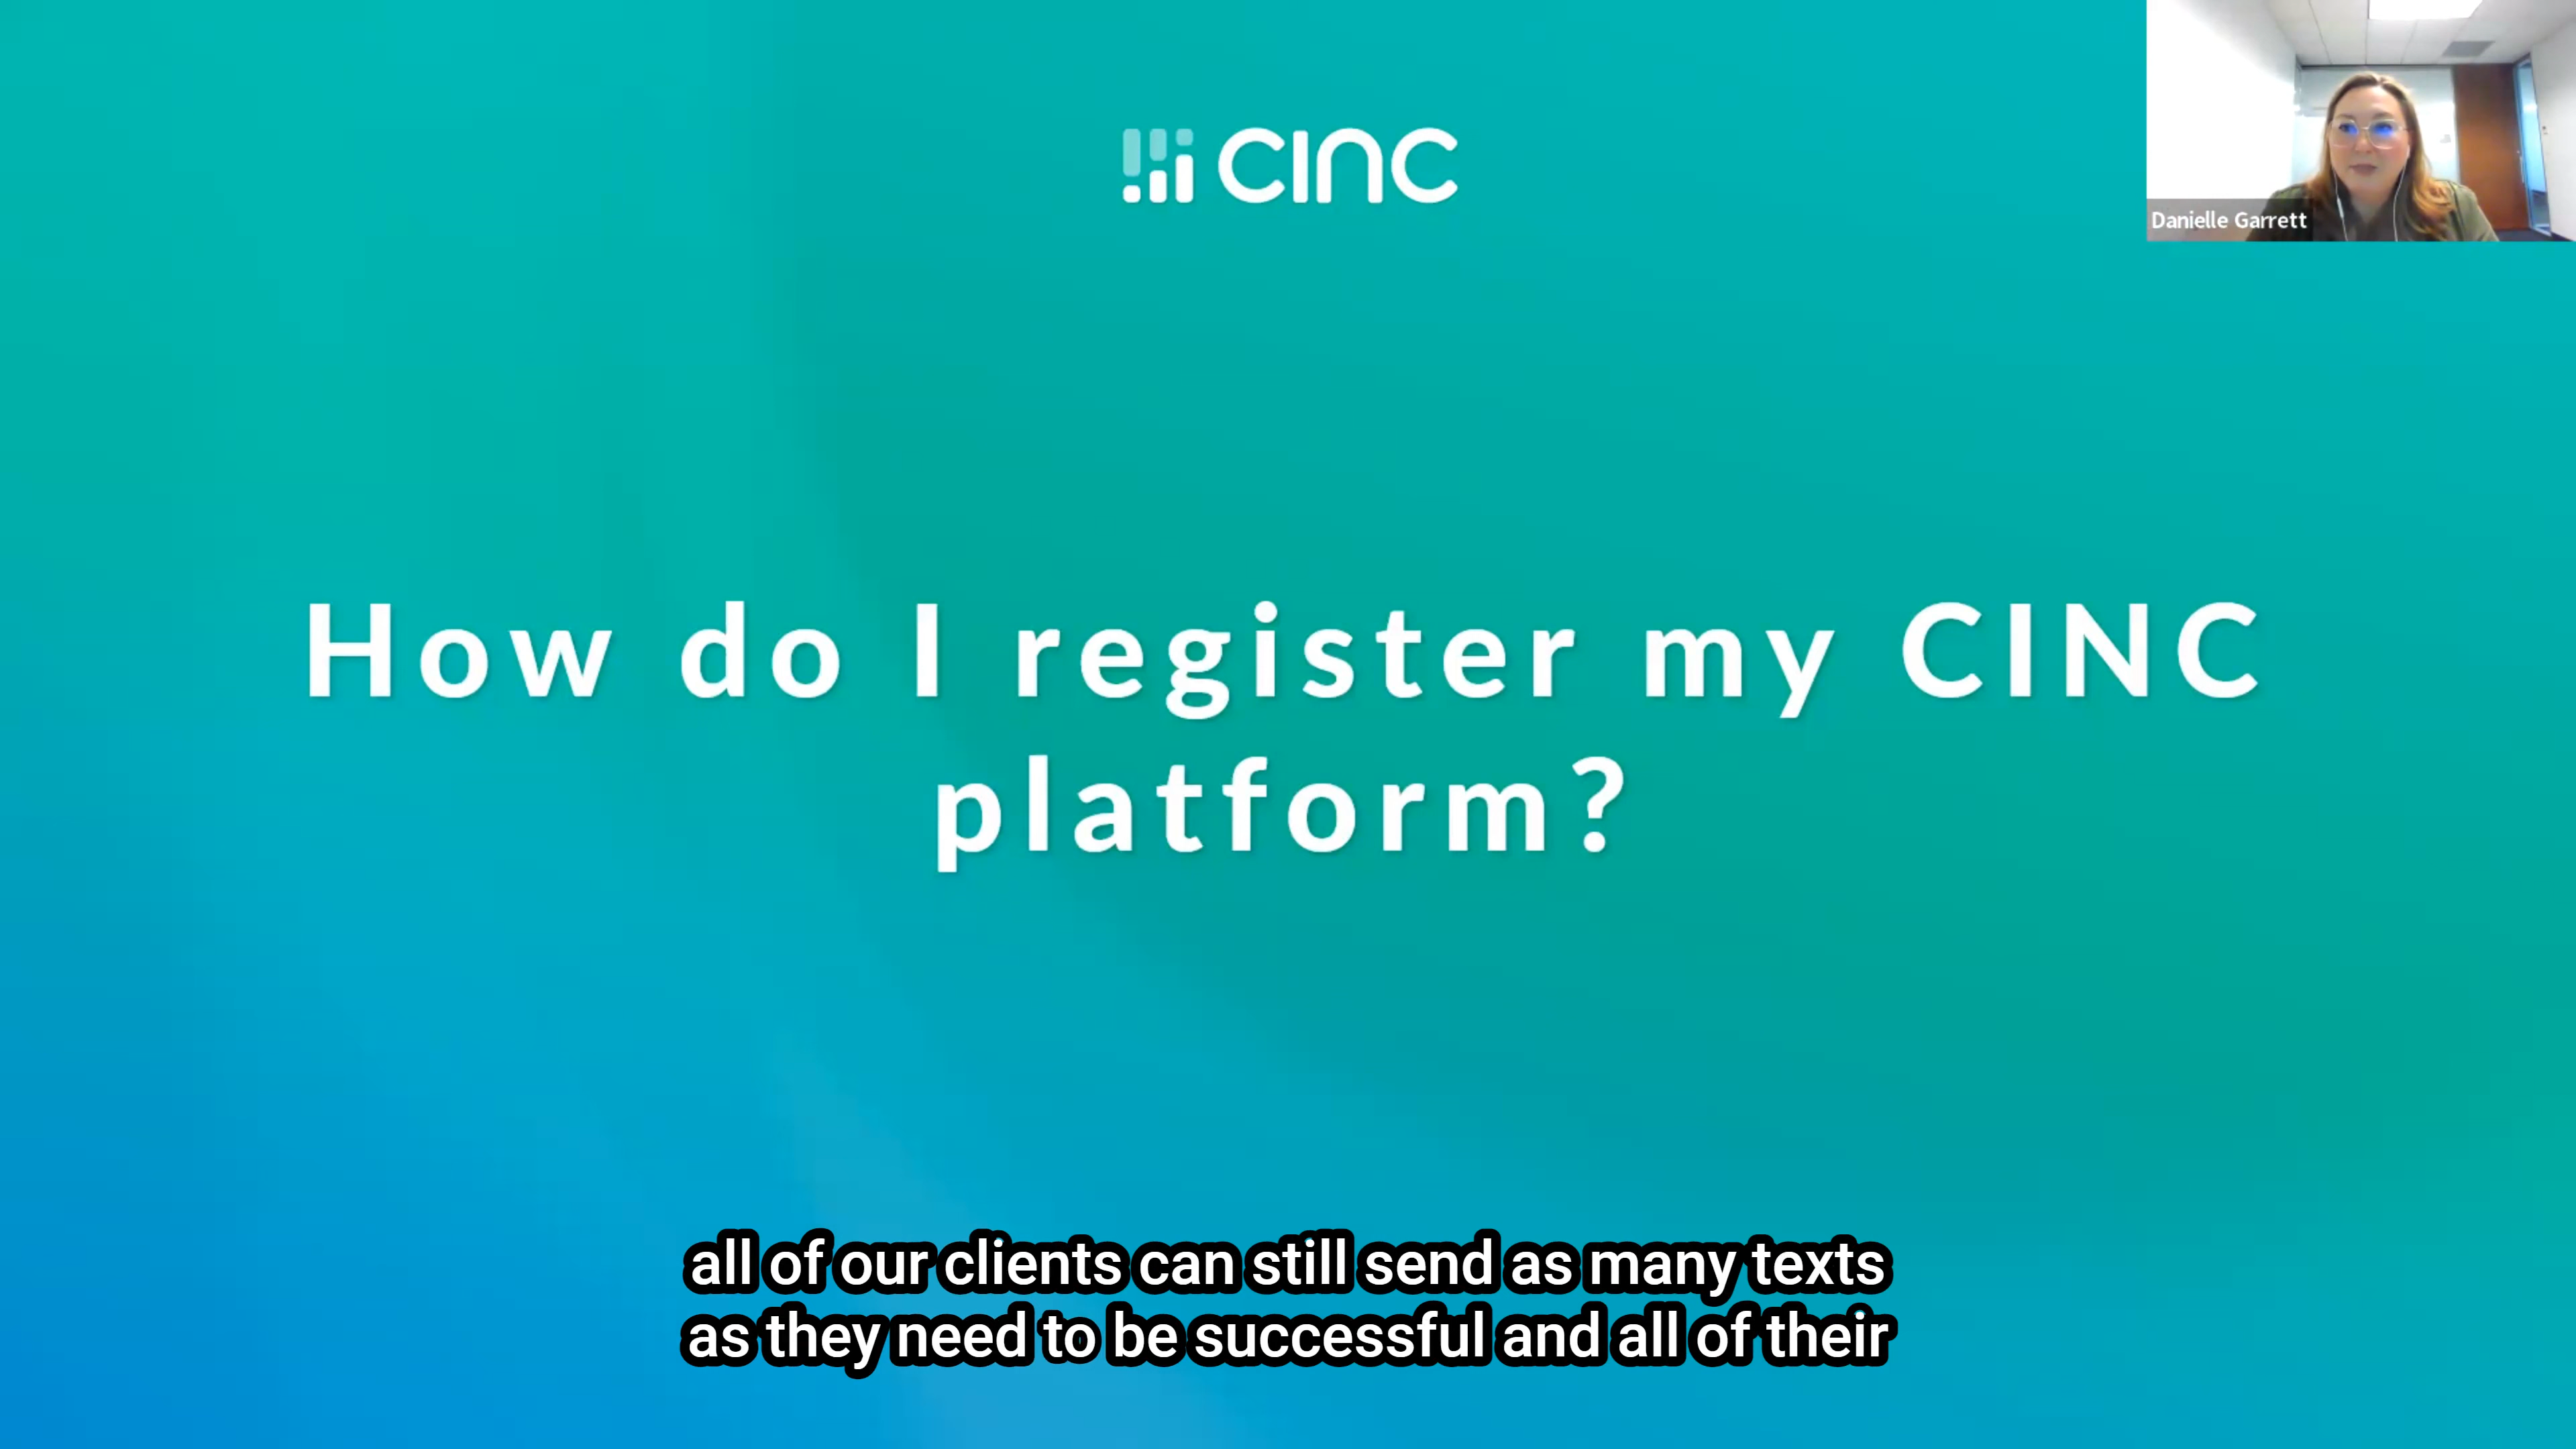 CINC
Danielle Garrett
How do I register my CINC
platform?
all of our clients can still send as many texts
as they need to be successful and all of their